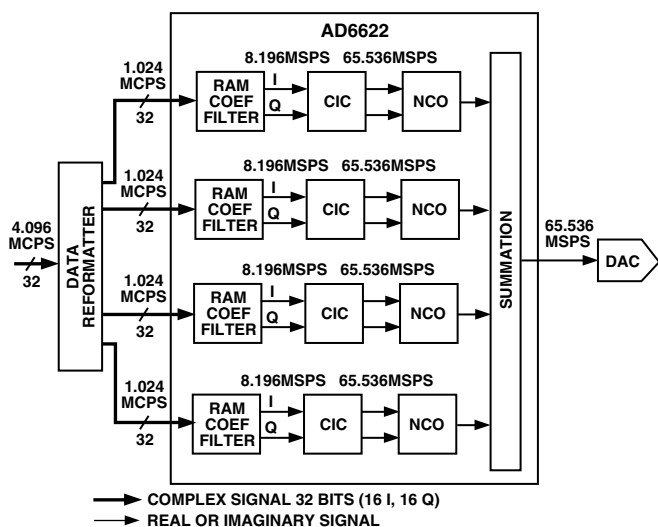 AD6622
8.196MSPS 65.536MSPS
1.024
MCPS
32
RAM
COEF
FILTER
I
Q
CIC
NCO
8.196MSPS 65.536MSPS
1.024
MCPS
32
RAM
COEF
FILTER
I
Q
CIC
NCO
4.096
MCPS
32
DATA
REFORMATTER
SUMMATION
65.536
MSPS
DAC
8.196MSPS 65.536MSPS
1.024
MCPS
32
RAM
COEF
FILTER
I
Q
CIC
NCO
8.196MSPS 65.536MSPS
1.024
MCPS
32
RAM
COEF
FILTER
I
Q
CIC
NCO
COMPLEX SIGNAL 32 BITS (16 I, 16 Q)
REAL OR IMAGINARY SIGNAL